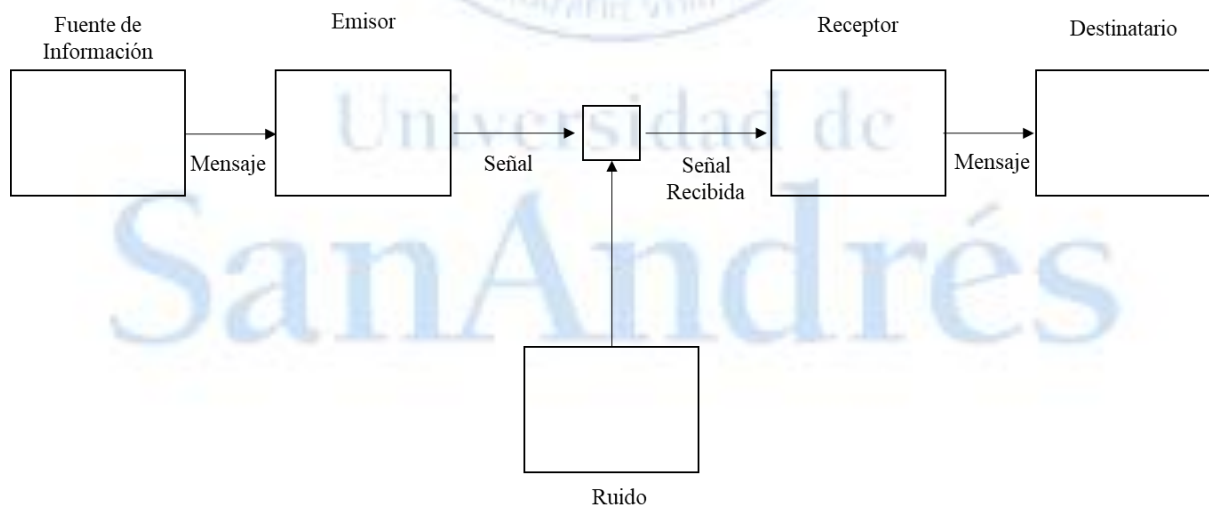 Fuente de
Información
Emisor
Receptor
Destinatario
Mensaje
Señal
Señal
Recibida
Mensaje
Universidad de
SanAndrés
Ruido